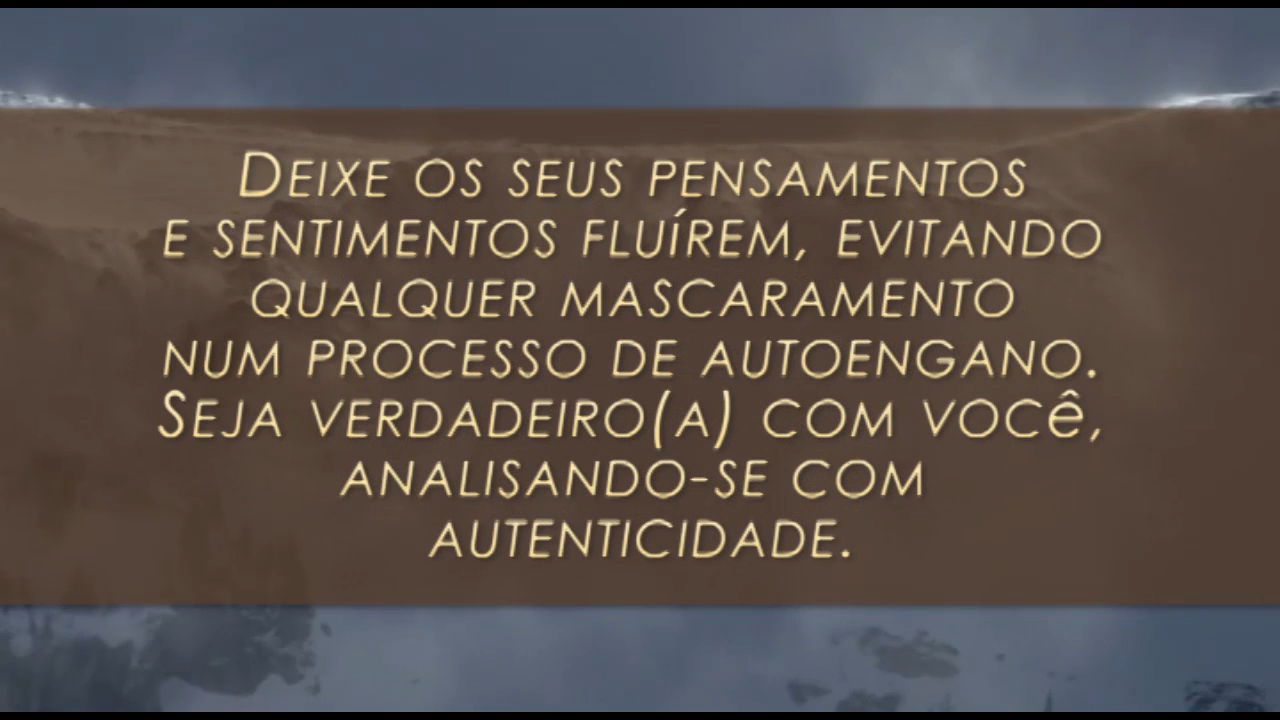 DEIXE OS SEUS PENSAMENTOS
E SENTIMENTOS FLUÍREM, EVITANDO
QUALQUER MASCARAMENTO
NUM PROCESSO DE AUTOENGANO.
SEJA VERDADEIRO(A) COM VOCÊ,
ANALISANDO-SE COM
AUTENTICIDADE.